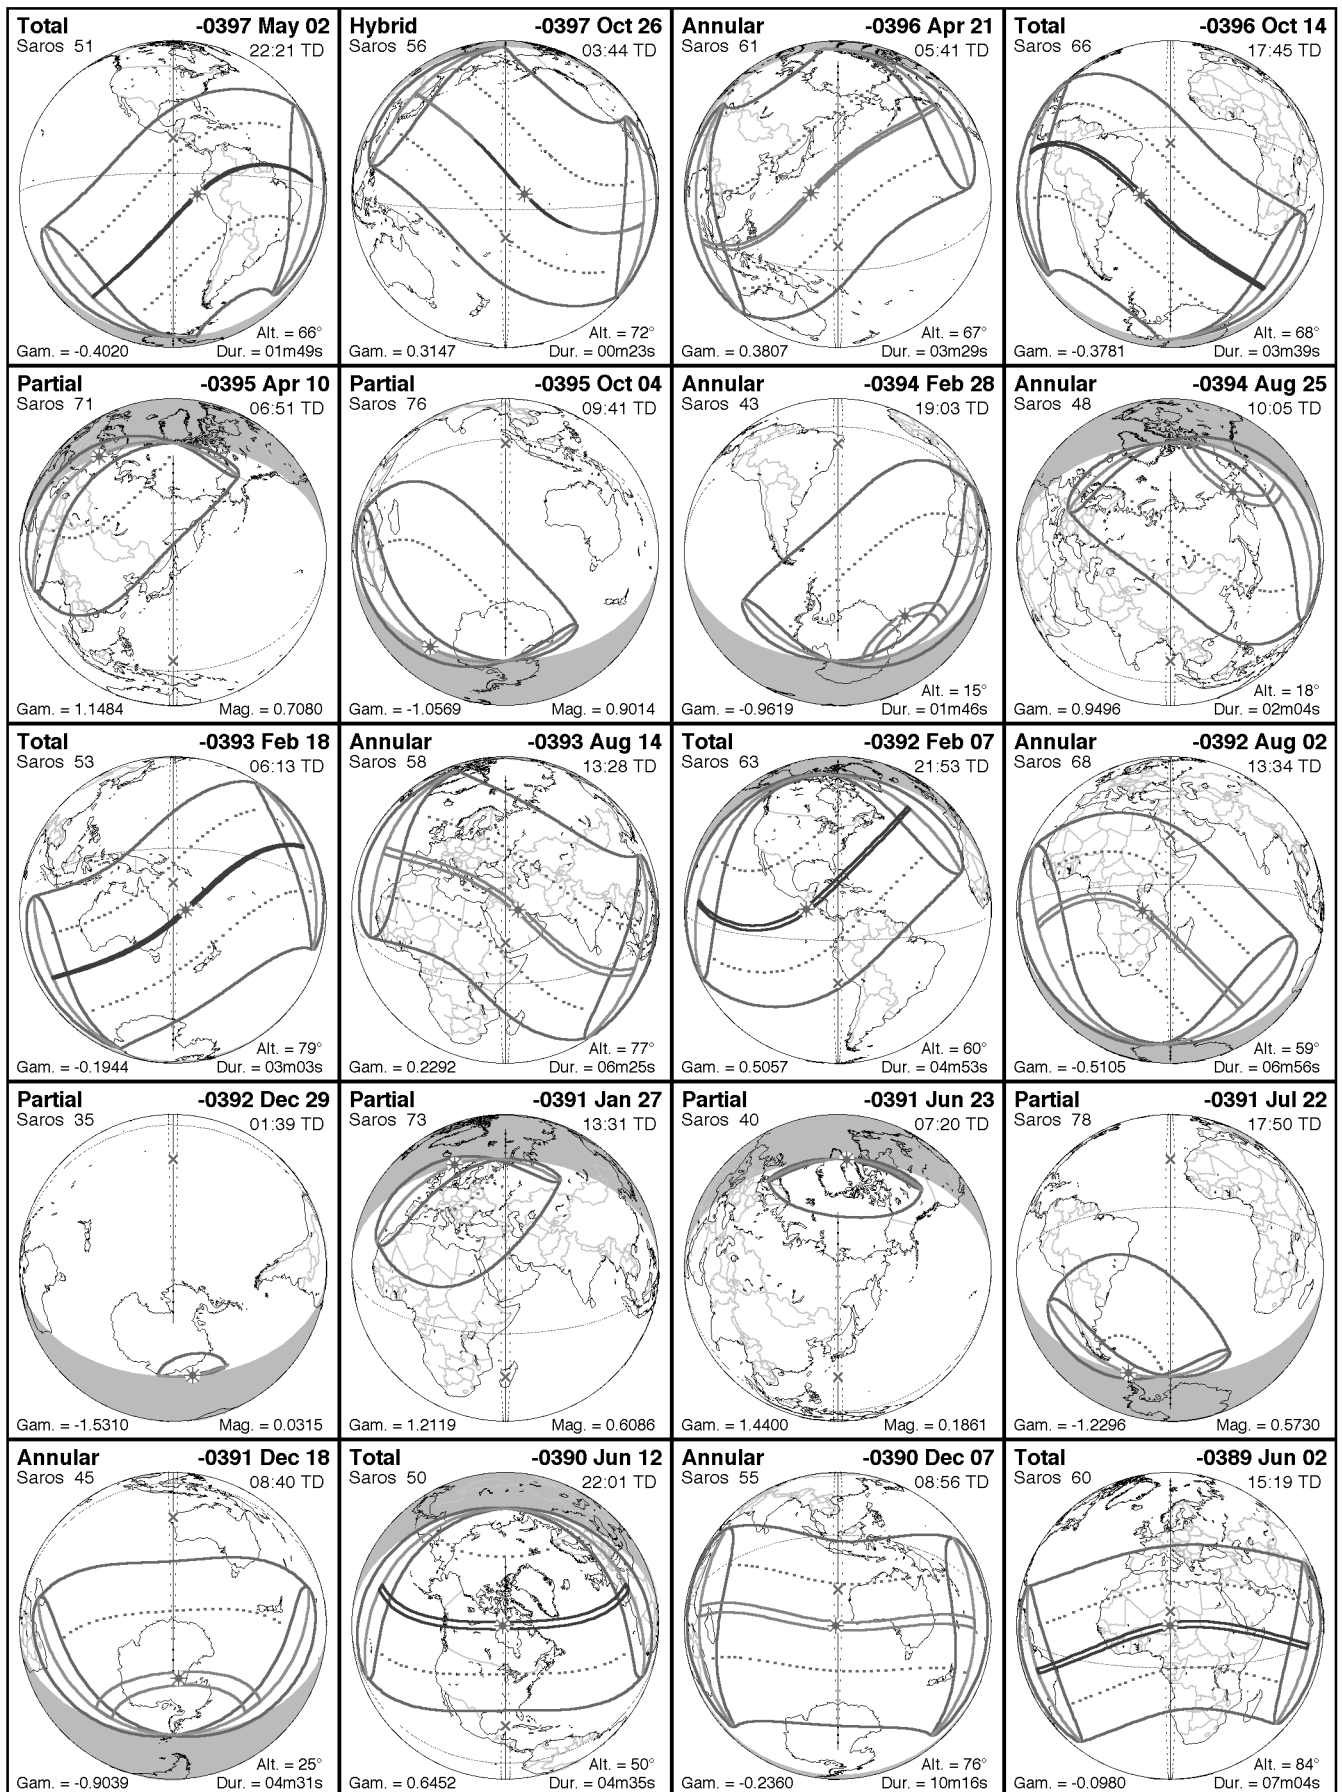 Total -0397 May 02
Saros 51 22:21 TD
Alt. = 66°
Gam. = -0.4020 Dur. = 01m49s
Hybrid -0397 Oct 26
Saros 56 03:44 TD
Alt. = 72°
Gam. = 0.3147 Dur. = 00m23s
Annular -0396 Apr 21
Saros 61 05:41 TD
Alt. = 67°
Gam. = 0.3807 Dur. = 03m29s
Total -0396 Oct 14
Saros 66 17:45 TD
Alt. = 68°
Gam. = -0.3781 Dur. = 03m39s
Partial -0395 Apr 10
Saros 71 06:51 TD
Gam. = 1.1484 Mag. = 0.7080
Partial -0395 Oct 04
Saros 76 09:41 TD
Gam. = -1.0569 Mag. = 0.9014
Annular -0394 Feb 28
Saros 43 19:03 TD
Alt. = 15°
Gam. = -0.9619 Dur. = 01m46s
Annular -0394 Aug 25
Saros 48 10:05 TD
Alt. = 18°
Gam. = 0.9496 Dur. = 02m04s
Total -0393 Feb 18
Saros 53 06:13 TD
Alt. = 79°
Gam. = -0.1944 Dur. = 03m03s
Annular -0393 Aug 14
Saros 58 13:28 TD
Alt. = 77°
Gam. = 0.2292 Dur. = 06m25s
Total -0392 Feb 07
Saros 63 21:53 TD
Alt. = 60°
Gam. = 0.5057 Dur. = 04m53s
Annular -0392 Aug 02
Saros 68 13:34 TD
Alt. = 59°
Gam. = -0.5105 Dur. = 06m56s
Partial -0392 Dec 29
Saros 35 01:39 TD
Gam. = -1.5310 Mag. = 0.0315
Partial -0391 Jan 27
Saros 73 13:31 TD
Gam. = 1.2119 Mag. = 0.6086
Partial -0391 Jun 23
Saros 40 07:20 TD
Gam. = 1.4400 Mag. = 0.1861
Partial -0391 Jul 22
Saros 78 17:50 TD
Gam. = -1.2296 Mag. = 0.5730
Annular -0391 Dec 18
Saros 45 08:40 TD
Alt. = 25°
Gam. = -0.9039 Dur. = 04m31s
Total -0390 Jun 12
Saros 50 22:01 TD
Alt. = 50°
Gam. = 0.6452 Dur. = 04m35s
Annular -0390 Dec 07
Saros 55 08:56 TD
Alt. = 76°
Gam. = -0.2360 Dur. = 10m16s
Total -0389 Jun 02
Saros 60 15:19 TD
Alt. = 84°
Gam. = -0.0980 Dur. = 07m04s